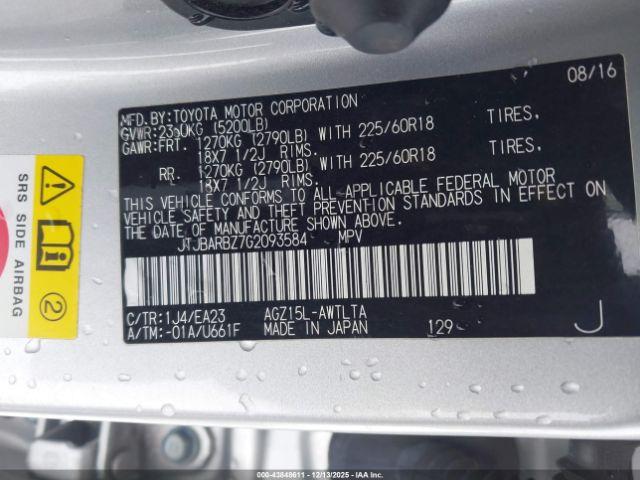 08/16
MFD. BY: TOYOTA MOTOR CORPORATION
GVWR: KG (5200LB)
GAWR: FRT. 1270KG (2790LB) WITH 225/60R18 TIRES,
18X7 1/2J RIMS.
RR. 1270KG (2790LB) WITH 225/60R18 TIRES,
18X7 1/2J RIMS.
THIS VEHICLE CONFORMS TO ALL APPLICABLE FEDERAL MOTOR
VEHICLE SAFETY AND THEFT PREVENTION STANDARDS IN EFFECT ON
THE DATE OF MANUFACTURE SHOWN ABOVE.
JTJBARBZ7G2093584 MPV
C/TR: 1J4/EA23 AGZ15L-AWTLTA
A/TM: -01A/U661F MADE IN JAPAN 129 J
SRS SIDE AIRBAG
2
000-43848611 - 12/13/2025 - IAA Inc.